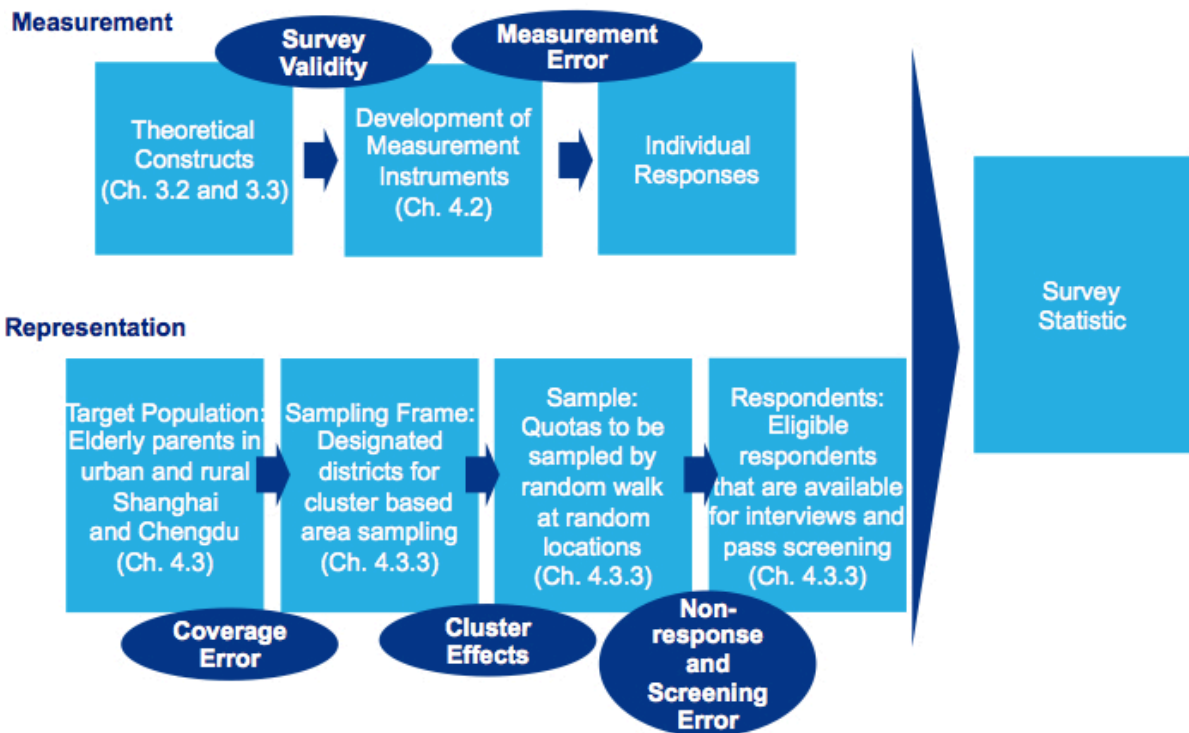 Measurement
Survey
Validity
Measurement
Error
Theoretical
Constructs
(Ch. 3.2 and 3.3)
Development of
Measurement
Instruments
(Ch. 4.2)
Individual
Responses
Survey
Statistic
Representation
Target Population:
Elderly parents in
urban and rural
Shanghai
and Chengdu
(Ch. 4.3)
Sampling Frame:
Designated
districts for
cluster based
area sampling
(Ch. 4.3.3)
Sample:
Quotas to be
sampled by
random walk
at random
locations
(Ch. 4.3.3)
Respondents:
Eligible
respondents
that are available
for interviews and
pass screening
(Ch. 4.3.3)
Coverage
Error
Cluster
Effects
Non-
response
and
Screening
Error